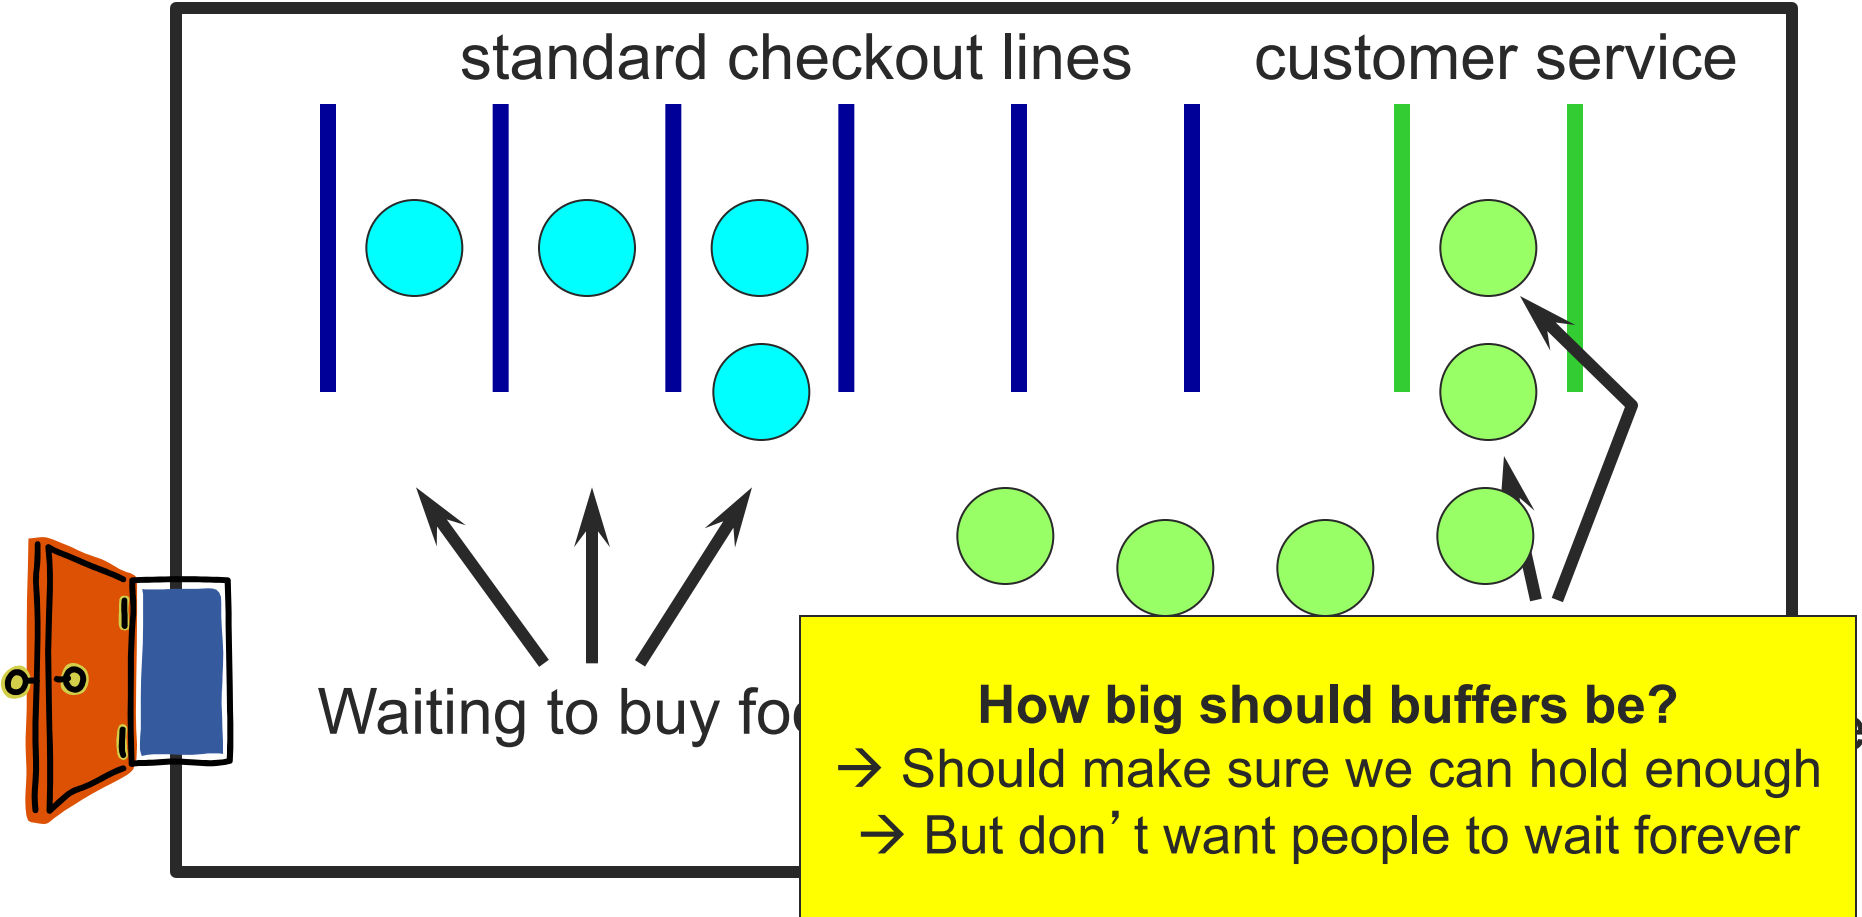 standard checkout lines
customer service
Waiting to buy
How big should buffers be?
→ Should make sure we can hold enough
→ But don’t want people to wait forever